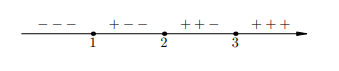 − − − + − − + + − + + +
1 2 3